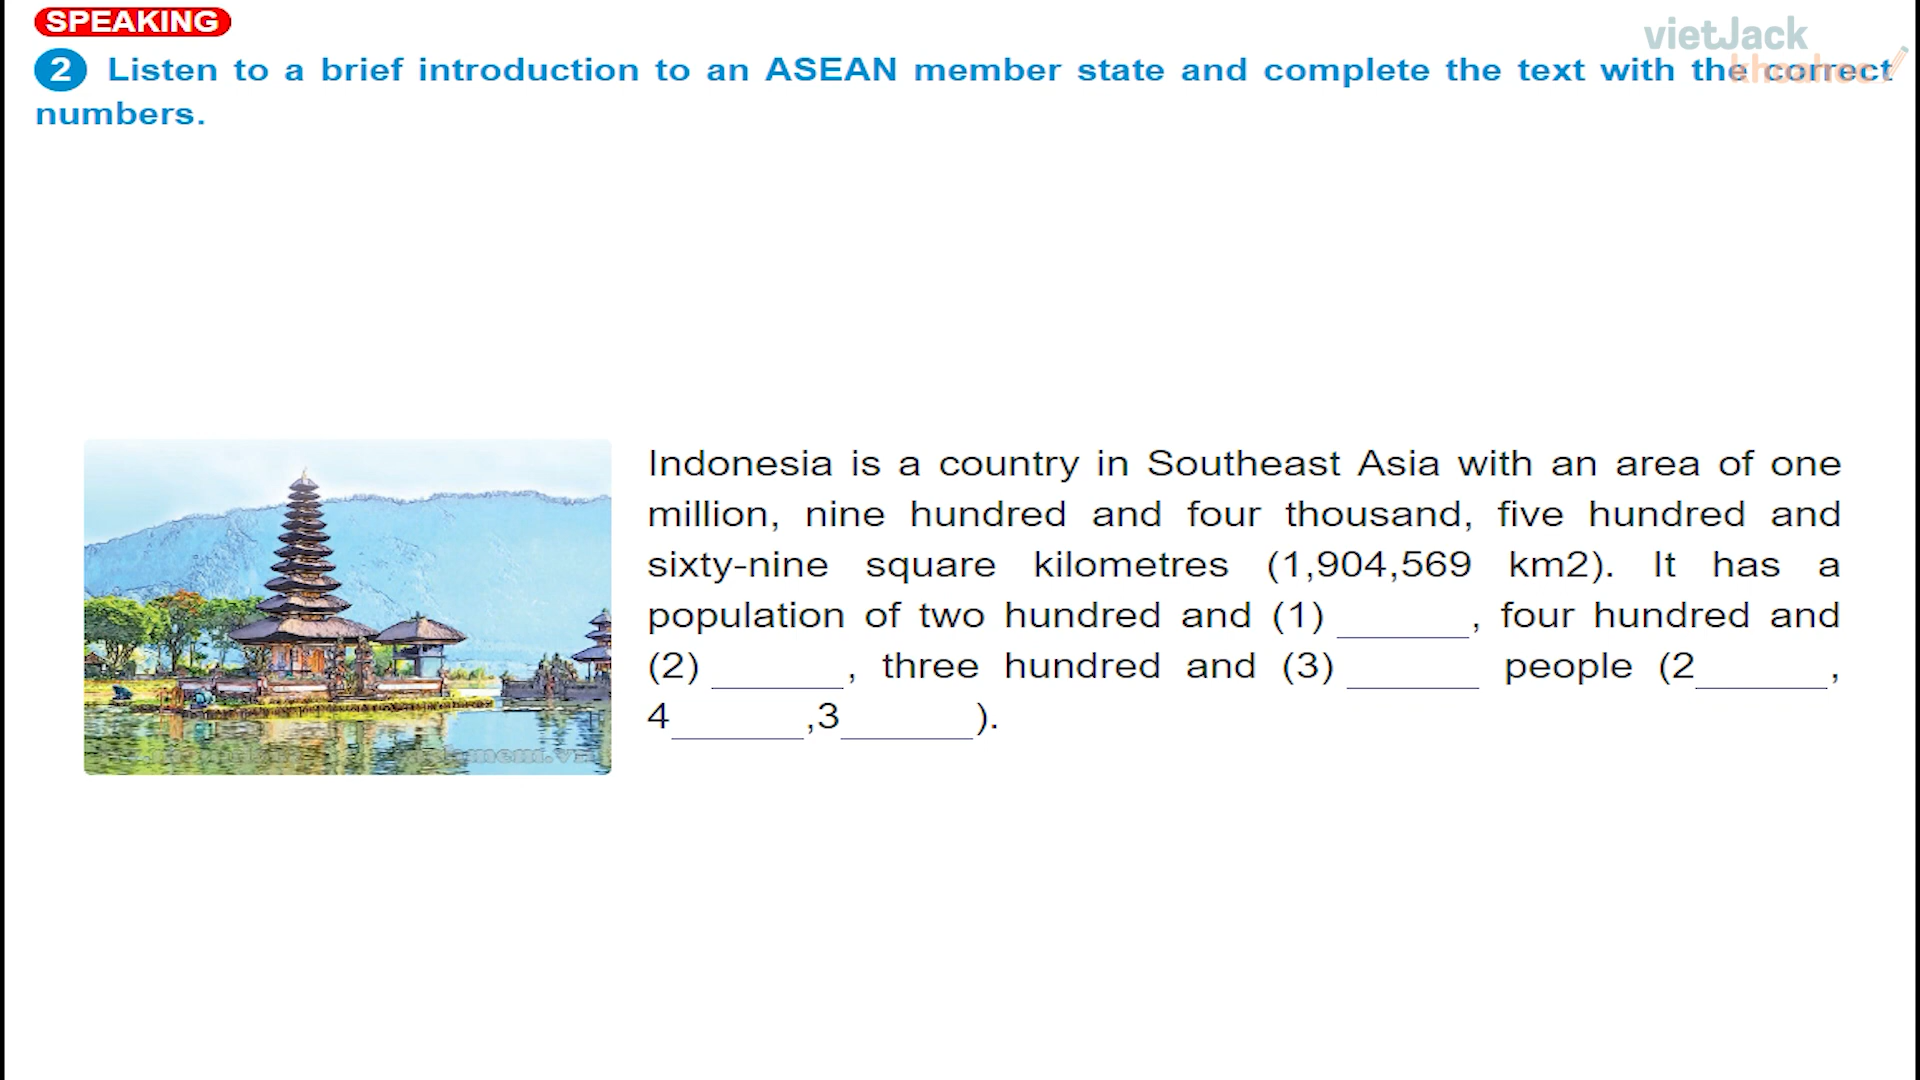 SPEAKING
vietJack
khoahoc
2 Listen to a brief introduction to an ASEAN member state and complete the text with the correct
numbers.
Indonesia is a country in Southeast Asia with an area of one
million, nine hundred and four thousand, five hundred and
sixty-nine square kilometres (1,904,569 km2). It has a
population of two hundred and (1) ______, four hundred and
(2) ______, three hundred and (3) ______ people (2______,
4______,3______).